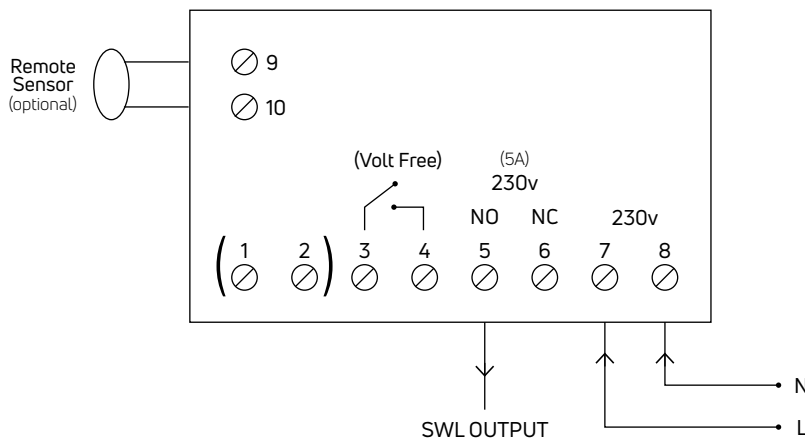 Remote
Sensor
(optional)
9
10
(Volt Free)
(5A)
230v
NO NC 230v
( 1 2 ) 3 4 5 6 7 8
N
L
SWL OUTPUT